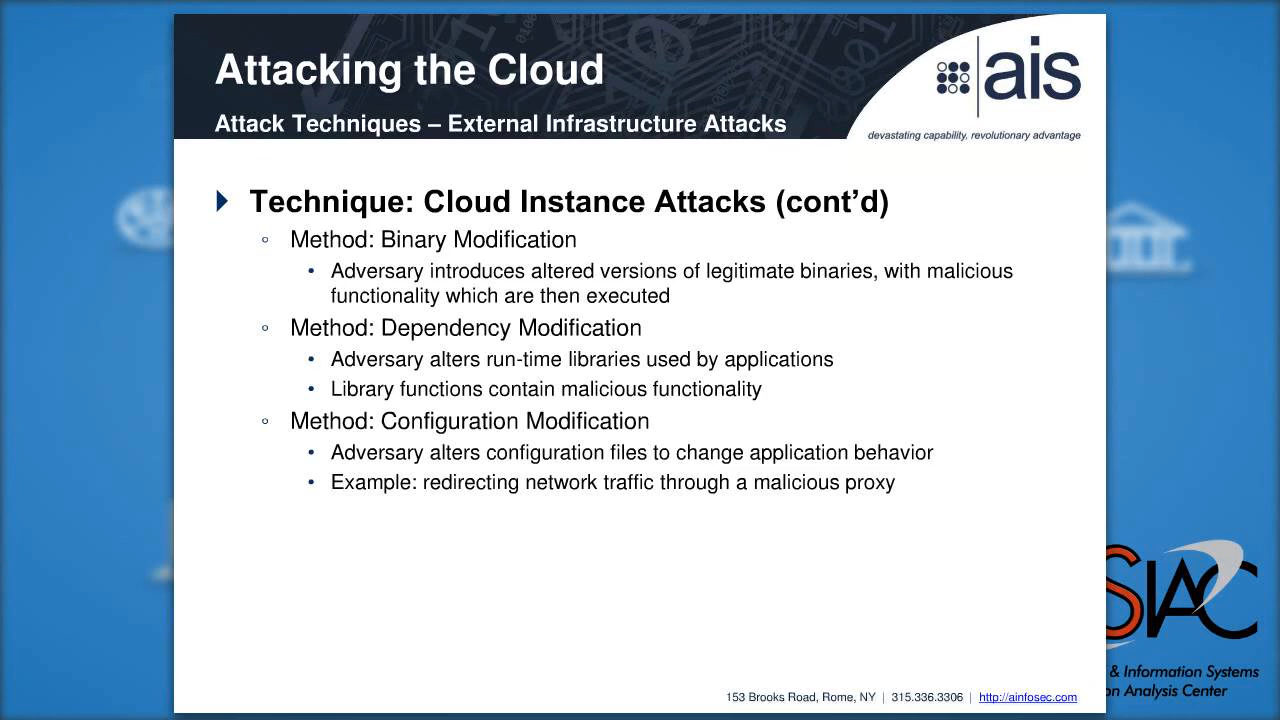 Attacking the Cloud
Attack Techniques – External Infrastructure Attacks
ais
devastating capability, revolutionary advantage
Technique: Cloud Instance Attacks (cont’d)
Method: Binary Modification
Adversary introduces altered versions of legitimate binaries, with malicious
functionality which are then executed
Method: Dependency Modification
Adversary alters run-time libraries used by applications
Library functions contain malicious functionality
Method: Configuration Modification
Adversary alters configuration files to change application behavior
Example: redirecting network traffic through a malicious proxy
SIAC
& Information Systems
on Analysis Center
153 Brooks Road, Rome, NY | 315.336.3306 | http://ainfosec.com